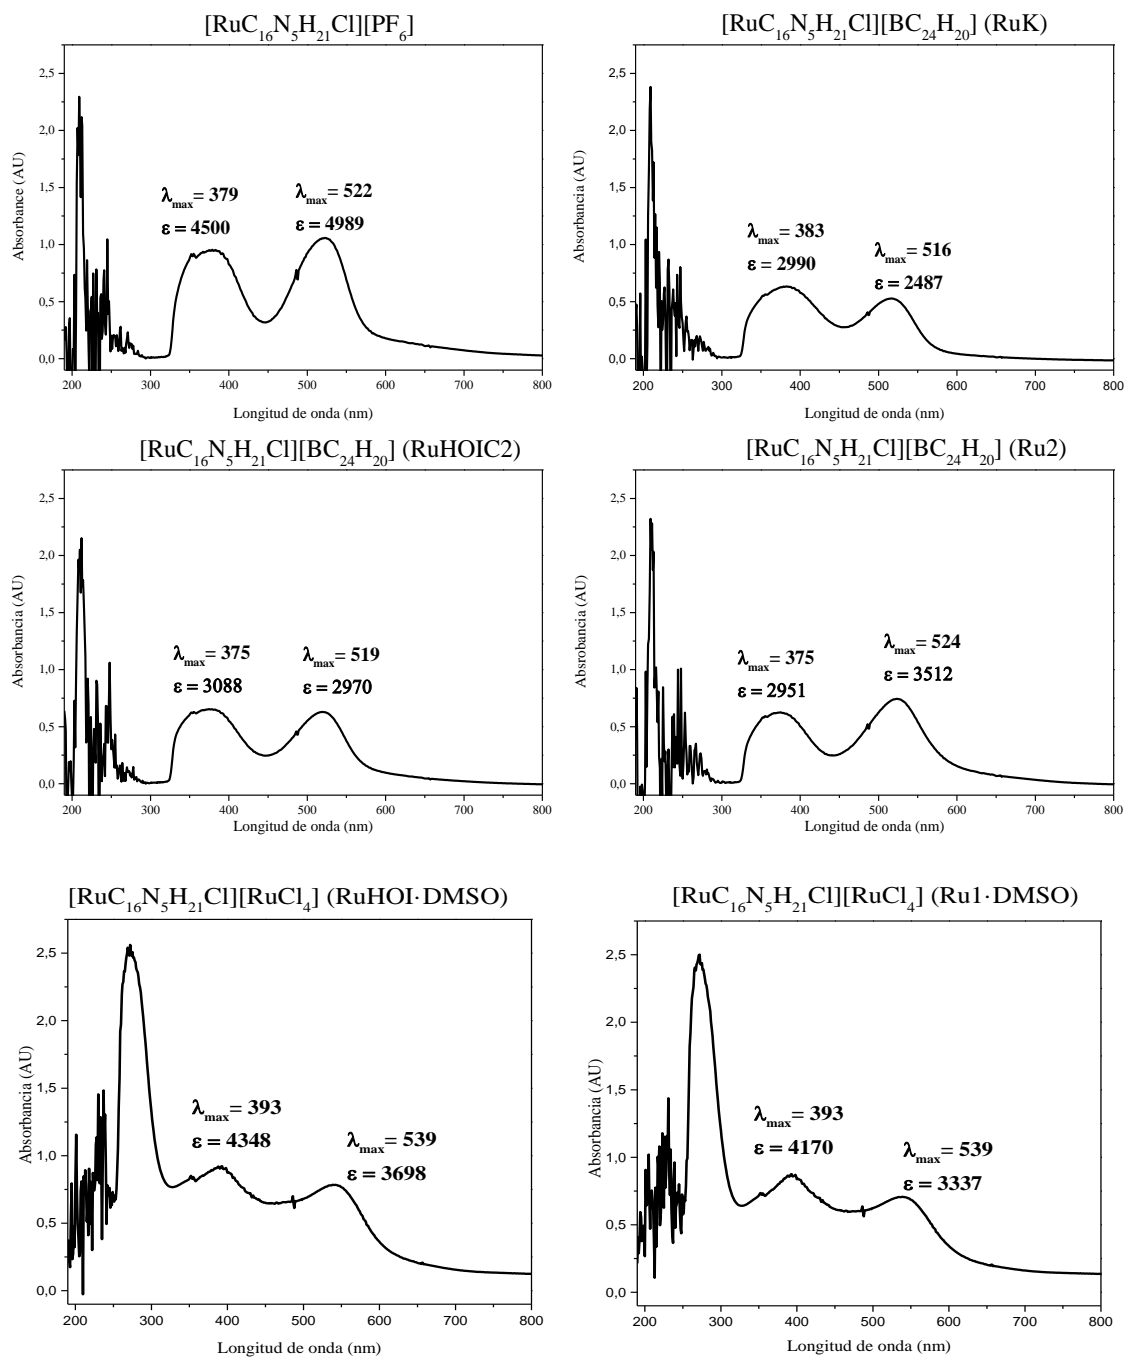 [RuC16N5H21Cl][PF6]
2,5
2,0
1,5
1,0
0,5
0,0
Absorbance (AU)
λmax= 379
ε = 4500
λmax= 522
ε = 4989
200 300 400 500 600 700 800
Longitud de onda (nm)
[RuC16N5H21Cl][BC24H20] (RuK)
2,5
2,0
1,5
1,0
0,5
0,0
Absorbancia (AU)
λmax= 383
ε = 2990
λmax= 516
ε = 2487
200 300 400 500 600 700 800
Longitud de onda (nm)
[RuC16N5H21Cl][BC24H20] (RuHOIC2)
2,5
2,0
1,5
1,0
0,5
0,0
Absorbancia (AU)
λmax= 375
ε = 3088
λmax= 519
ε = 2970
200 300 400 500 600 700 800
Longitud de onda (nm)
[RuC16N5H21Cl][BC24H20] (Ru2)
2,5
2,0
1,5
1,0
0,5
0,0
Absrobancia (AU)
λmax= 375
ε = 2951
λmax= 524
ε = 3512
200 300 400 500 600 700 800
Longitud de onda (nm)
[RuC16N5H21Cl][RuCl4] (RuHOI·DMSO)
2,5
2,0
1,5
1,0
0,5
0,0
Absorbancia (AU)
λmax= 393
ε = 4348
λmax= 539
ε = 3698
200 300 400 500 600 700 800
Longitud de onda (nm)
[RuC16N5H21Cl][RuCl4] (Ru1·DMSO)
2,5
2,0
1,5
1,0
0,5
0,0
Absorbancia (AU)
λmax= 393
ε = 4170
λmax= 539
ε = 3337
200 300 400 500 600 700 800
Longitud de onda (nm)